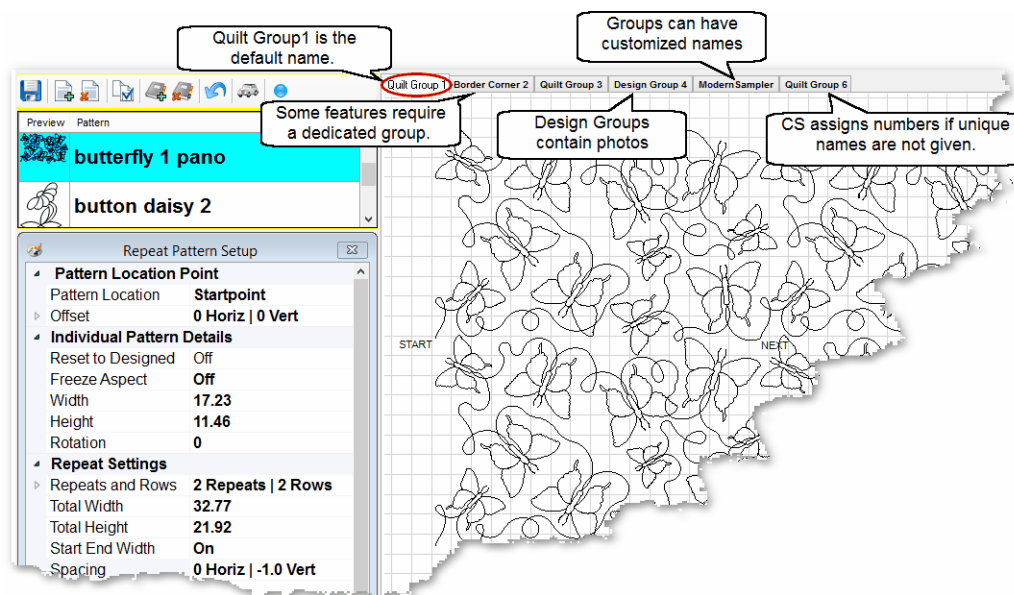 Groups can have
customized names
Quilt Group1 is the
default name.
Quilt Group 1 Border Corner 2 Quilt Group 3 Design Group 4 Modern Sampler Quilt Group 6
Some features require
a dedicated group.
Design Groups
contain photos
CS assigns numbers if unique
names are not given.
Preview Pattern
butterfly 1 pano
button daisy 2
Repeat Pattern Setup
Pattern Location Point
Pattern Location Startpoint
Offset 0 Horiz | 0 Vert
Individual Pattern Details
Reset to Designed Off
Freeze Aspect Off
Width 17.23
Height 11.46
Rotation 0
Repeat Settings
Repeats and Rows 2 Repeats | 2 Rows
Total Width 32.77
Total Height 21.92
Start End Width On
Spacing 0 Horiz | -1.0 Vert
START
NEXT